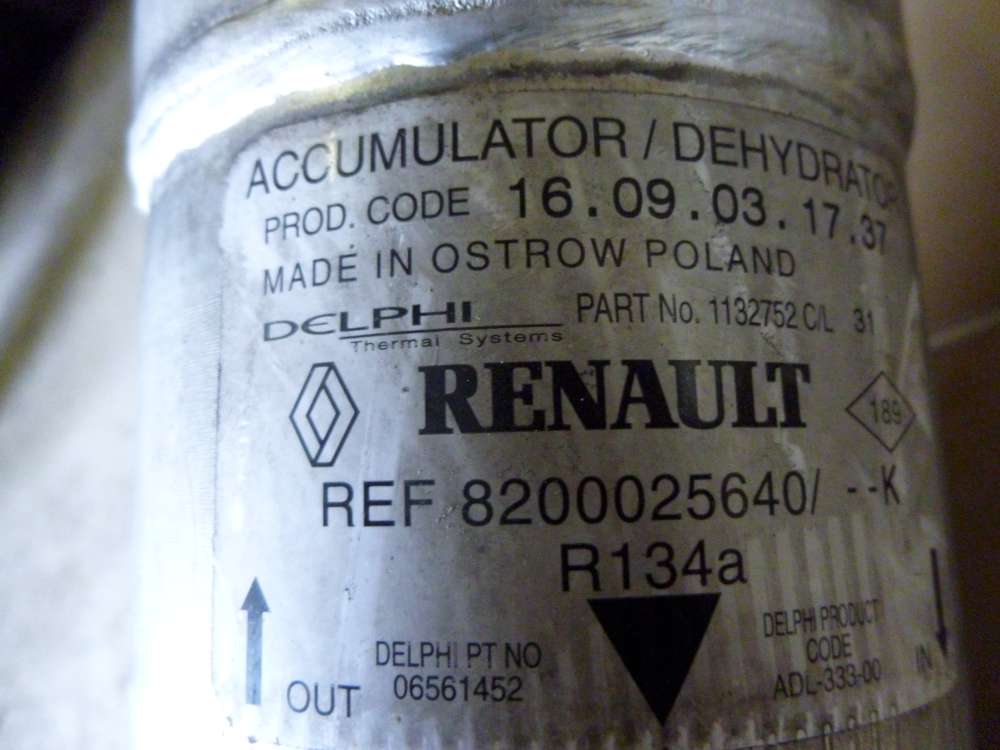 ACCUMULATOR / DEHYDRATOR
PROD. CODE 16.09.03.17.37
MADE IN OSTROW POLAND
DELPHI PART No. 1132752 C/L 31
Thermal Systems
RENAULT 189
REF 8200025640/ --K
R134a
OUT DELPHI PT NO
06561452
DELPHI PRODUCT
CODE
ADL-333-00 IN